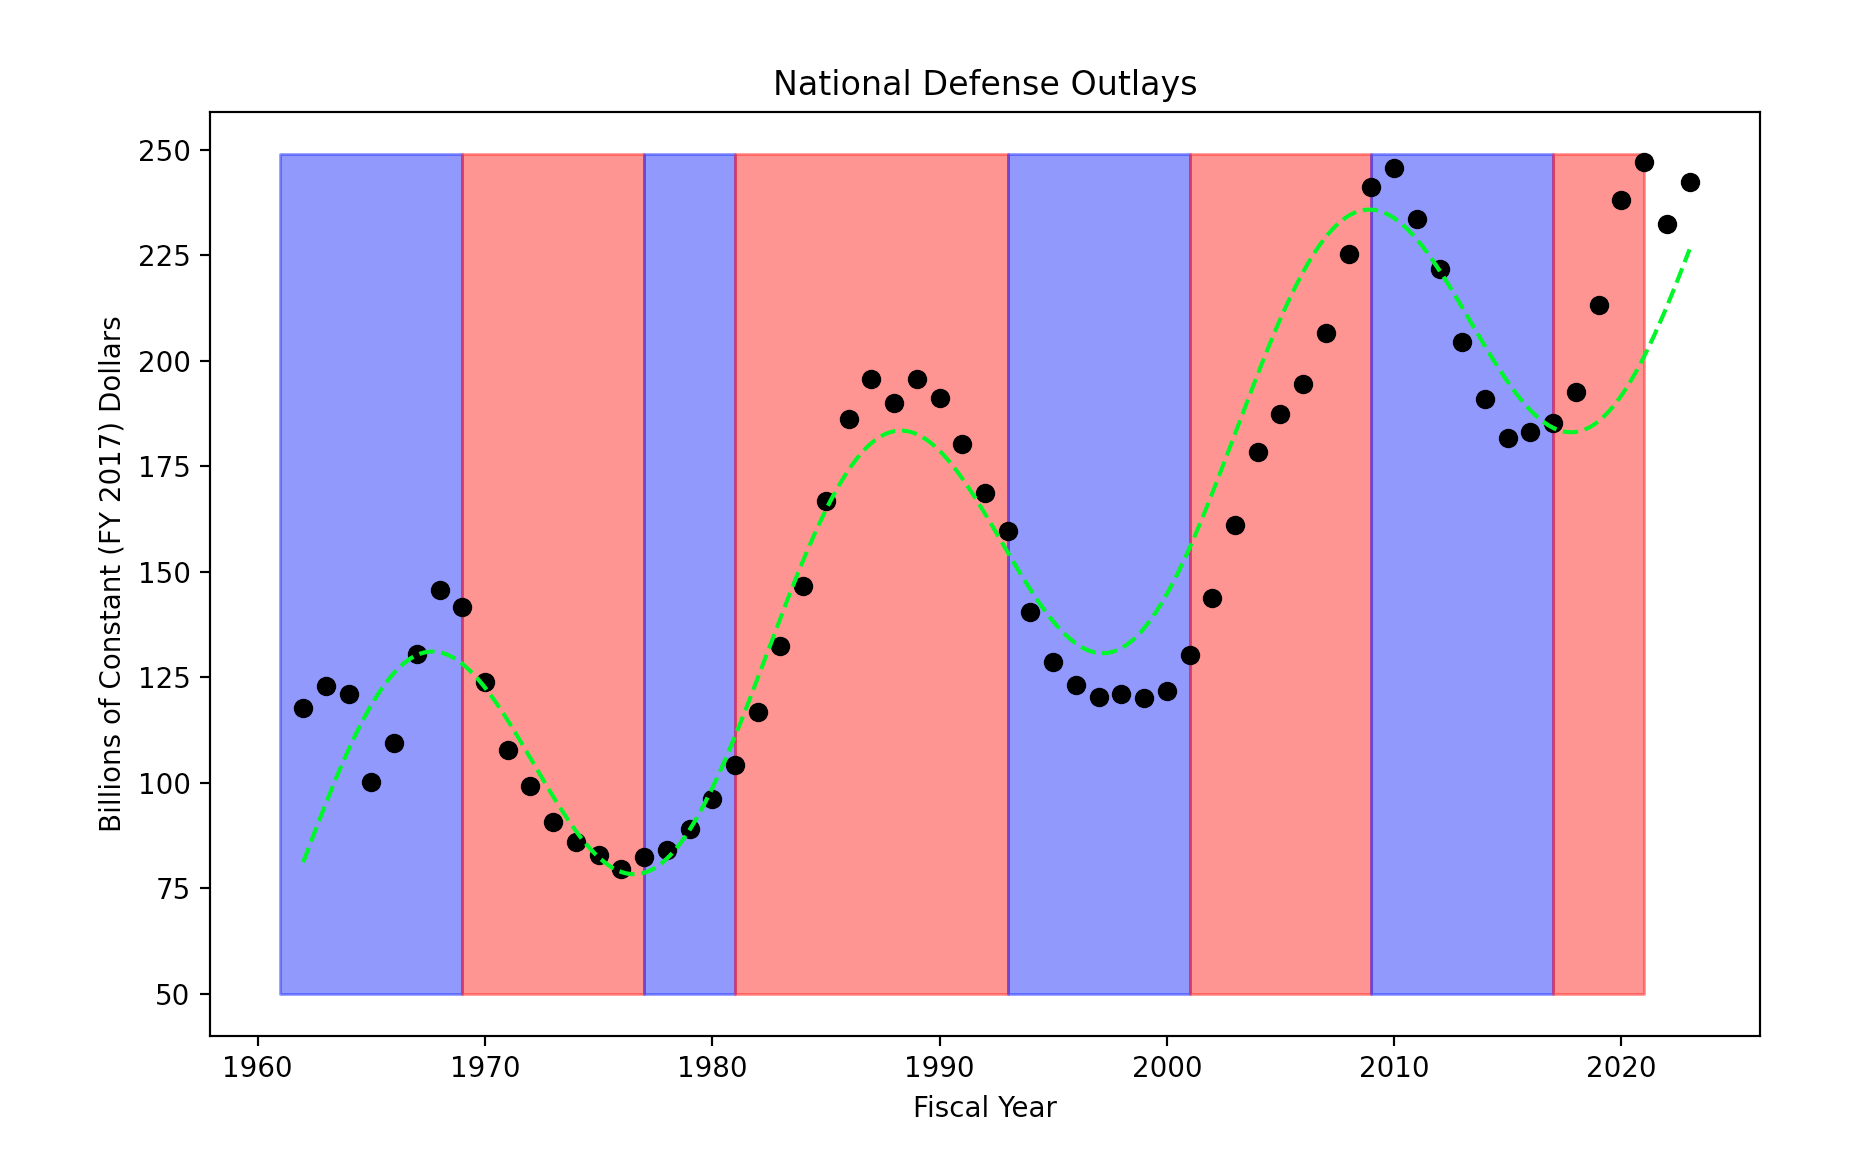 National Defense Outlays
Billions of Constant (FY 2017) Dollars
250
225
200
175
150
125
100
75
50
1960 1970 1980 1990 2000 2010 2020
Fiscal Year